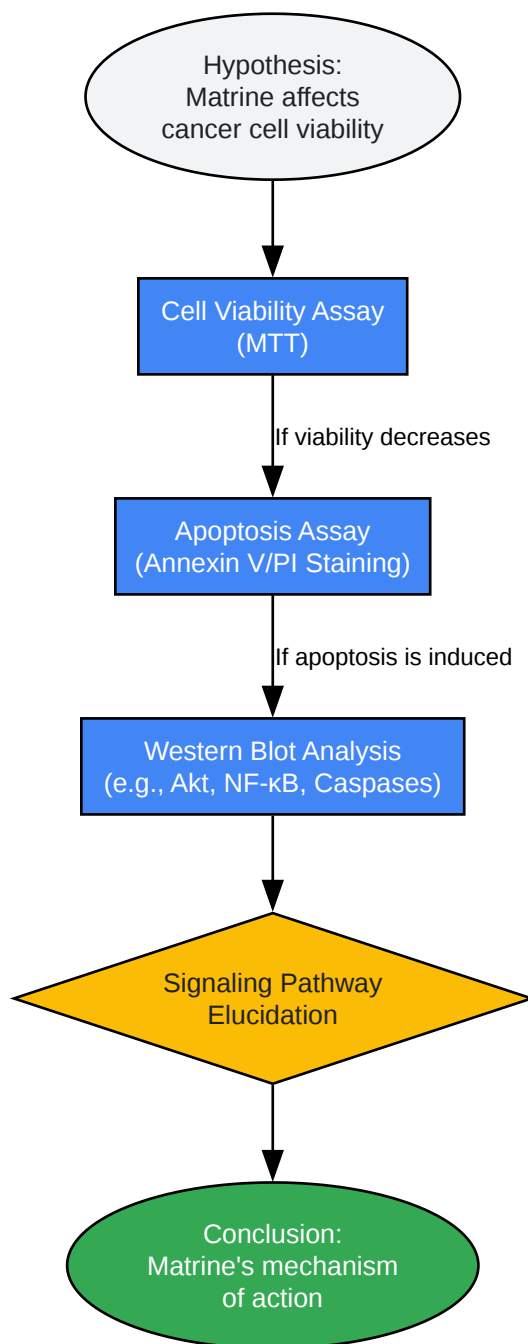 Hypothesis:
Matrine affects
cancer cell viability
Cell Viability Assay
(MTT)
If viability decreases
Apoptosis Assay
(Annexin V/PI Staining)
If apoptosis is induced
Western Blot Analysis
(e.g., Akt, NF-κB, Caspases)
Signaling Pathway
Elucidation
Conclusion:
Matrine's mechanism
of action